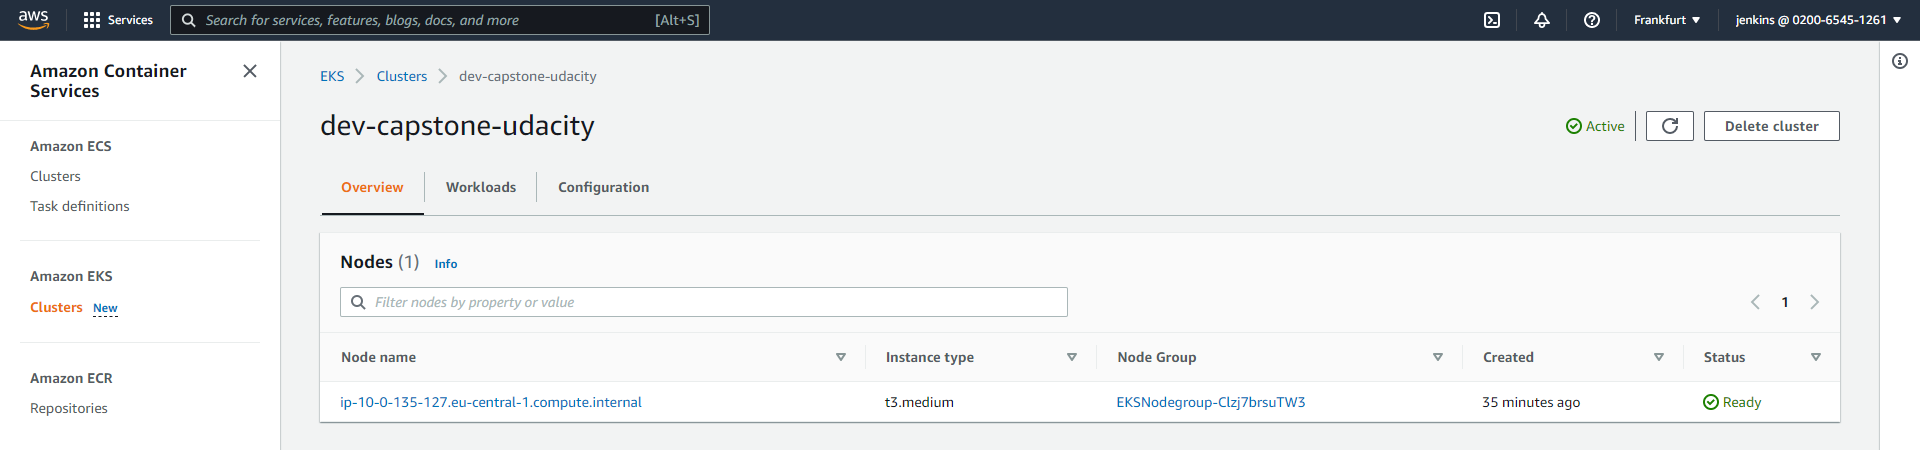 aws
Services
Search for services, features, blogs, docs, and more [Alt+S]
Frankfurt
jenkins @ 0200-6545-1261
Amazon Container
Services
Amazon ECS
Clusters
Task definitions
Amazon EKS
Clusters New
Amazon ECR
Repositories
EKS Clusters dev-capstone-udacity
dev-capstone-udacity
Active
Delete cluster
Overview Workloads Configuration
Nodes (1) Info
Filter nodes by property or value
1
Node name Instance type Node Group Created Status
ip-10-0-135-127.eu-central-1.compute.internal t3.medium EKSNodegroup-Clzj7brsuTW3 35 minutes ago Ready